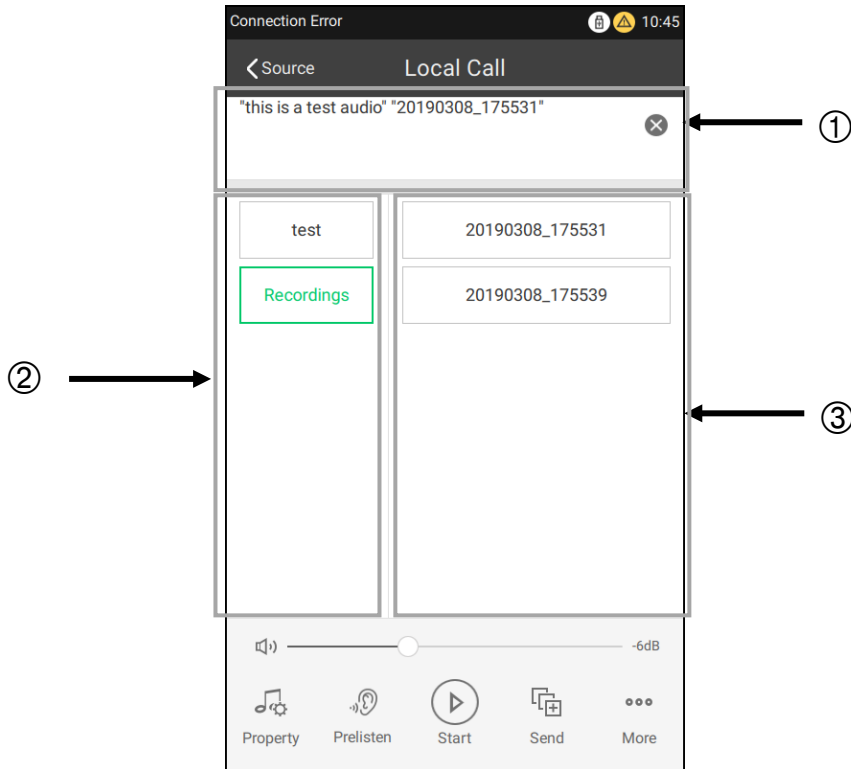 Connection Error 10:45
Source Local Call
"this is a test audio" "20190308_175531"
①
test 20190308_175531
Recordings 20190308_175539
②
③
-6dB
Property Prelisten Start Send More